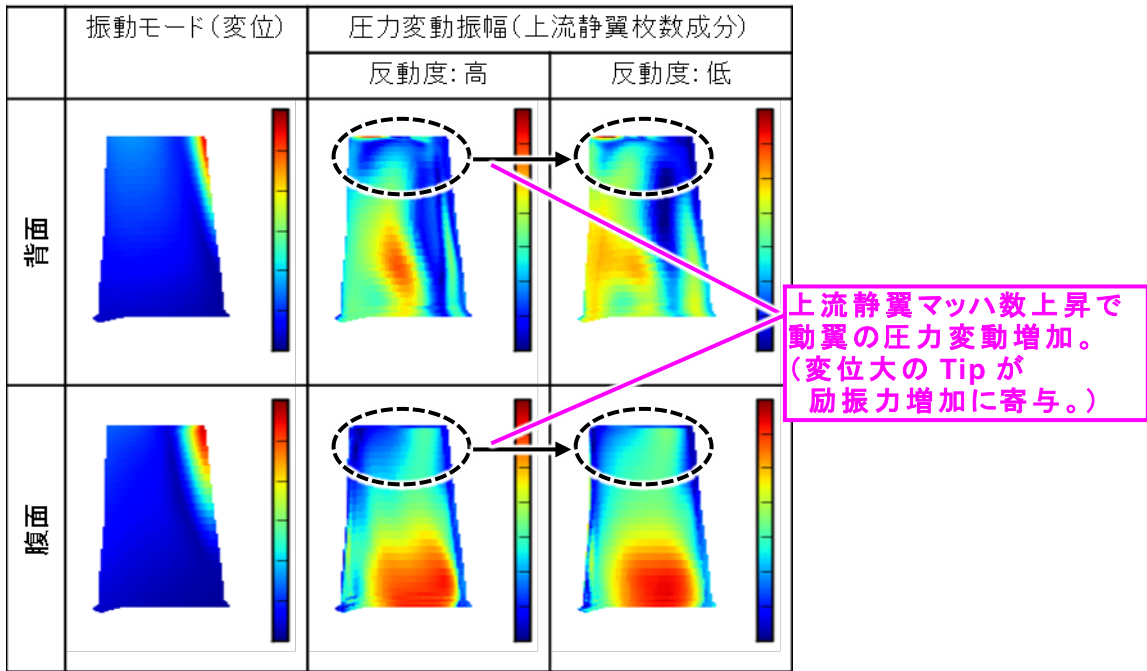 振動モード(変位)
圧力変動振幅(上流静翼枚数成分)
反動度: 高
反動度: 低
背面
腹面
上流静翼マッハ数上昇で
動翼の圧力変動増加。
(変位大の Tip が
励振力増加に寄与。)